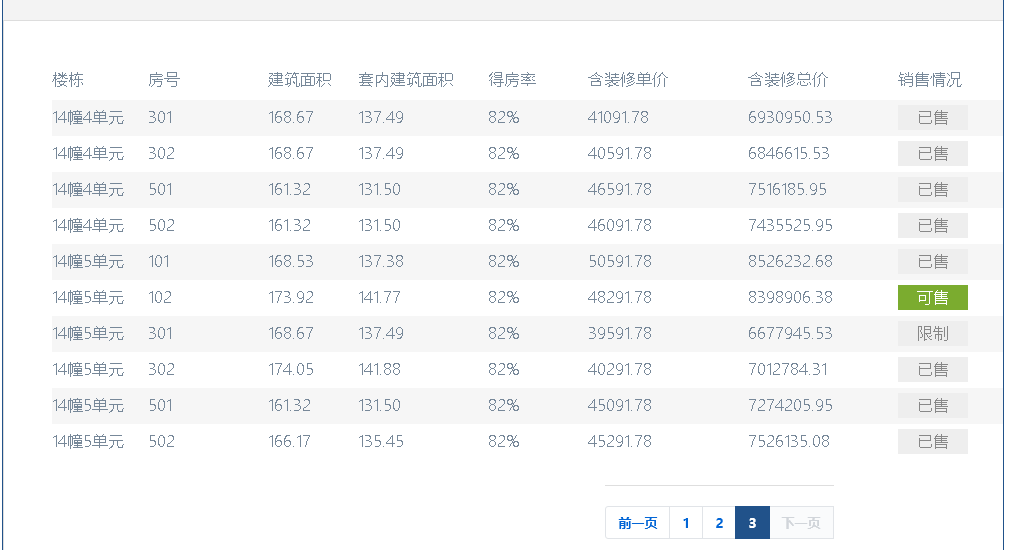 楼栋 房号 建筑面积 套内建筑面积 得房率 含装修单价 含装修总价 销售情况
14幢4单元 301 168.67 137.49 82% 41091.78 6930950.53 已售
14幢4单元 302 168.67 137.49 82% 40591.78 6846615.53 已售
14幢4单元 501 161.32 131.50 82% 46591.78 7516185.95 已售
14幢4单元 502 161.32 131.50 82% 46091.78 7435525.95 已售
14幢5单元 101 168.53 137.38 82% 50591.78 8526232.68 已售
14幢5单元 102 173.92 141.77 82% 48291.78 8398906.38 可售
14幢5单元 301 168.67 137.49 82% 39591.78 6677945.53 限制
14幢5单元 302 174.05 141.88 82% 40291.78 7012784.31 已售
14幢5单元 501 161.32 131.50 82% 45091.78 7274205.95 已售
14幢5单元 502 166.17 135.45 82% 45291.78 7526135.08 已售
前一页 1 2 3 下一页